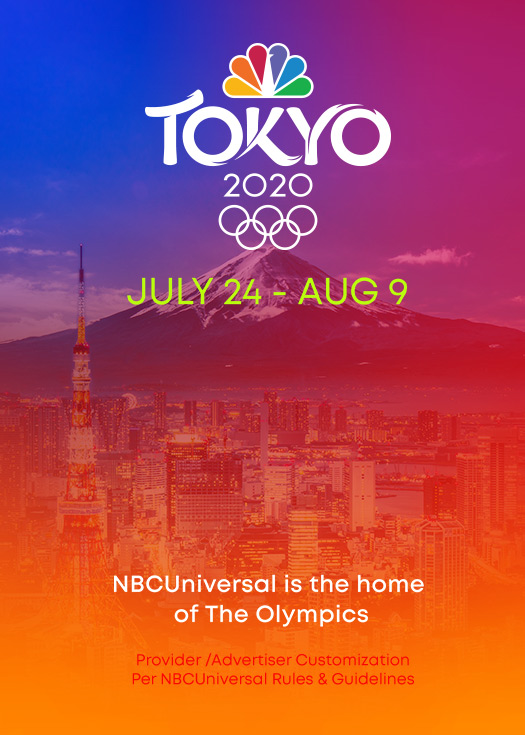 TOKYO
2020
JULY 24 - AUG 9
NBCUniversal is the home
of The Olympics
Provider /Advertiser Customization
Per NBCUniversal Rules & Guidelines